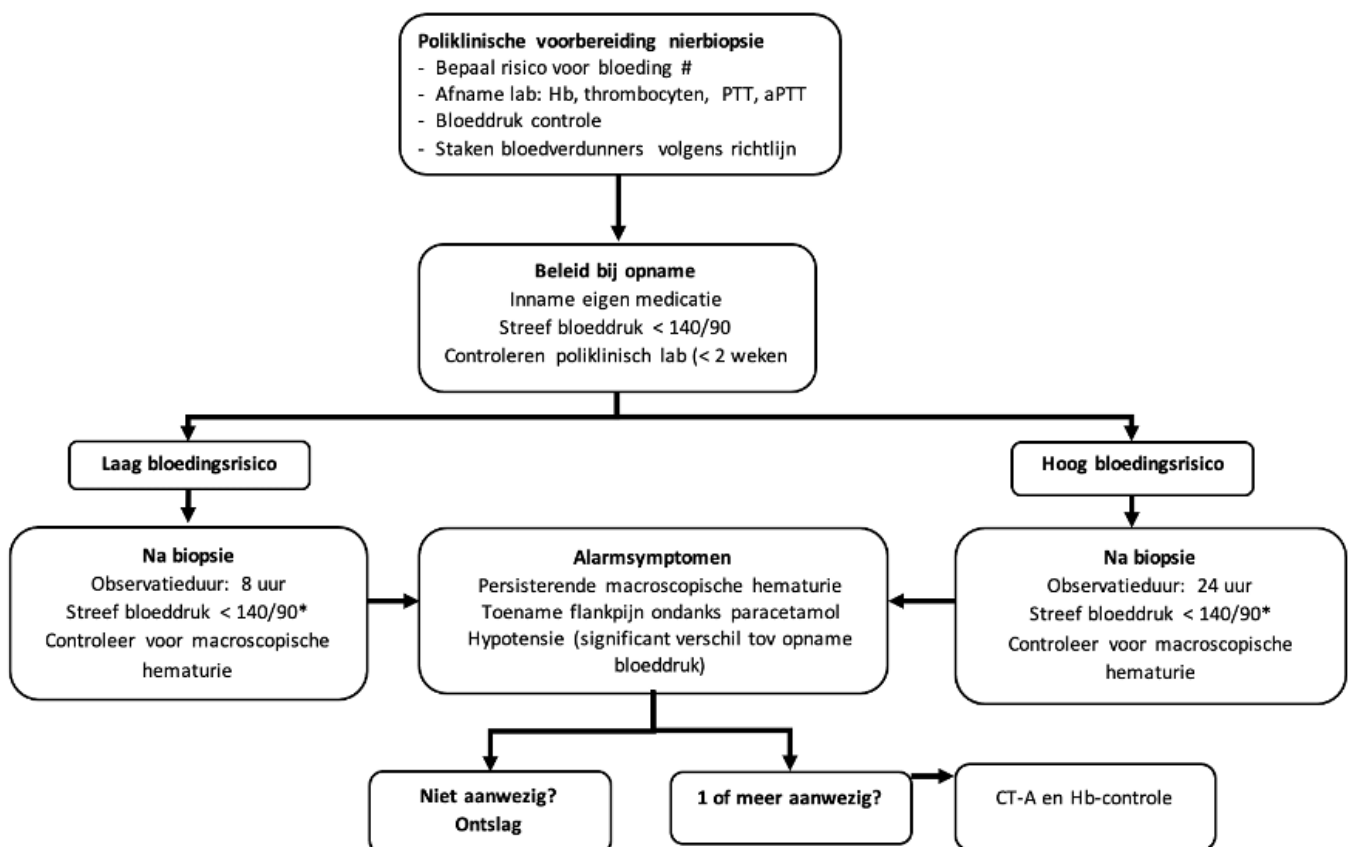 Poliklinische voorbereiding nierbiopsie
- Bepaal risico voor bloeding #
- Afname lab: Hb, thrombocyten, PTT, aPTT
- Bloeddruk controle
- Staken bloedverdunners volgens richtlijn
Beleid bij opname
Inname eigen medicatie
Streef bloeddruk < 140/90
Controleren poliklinisch lab (< 2 weken
Laag bloedingsrisico
Hoog bloedingsrisico
Na biopsie
Observatieduur: 8 uur
Streef bloeddruk < 140/90*
Controleer voor macroscopische
hematurie
Alarmsymptomen
Persisterende macroscopische hematurie
Toename flankpijn ondanks paracetamol
Hypotensie (significant verschil tov opname
bloeddruk)
Na biopsie
Observatieduur: 24 uur
Streef bloeddruk < 140/90*
Controleer voor macroscopische
hematurie
Niet aanwezig?
Ontslag
1 of meer aanwezig?
CT-A en Hb-controle